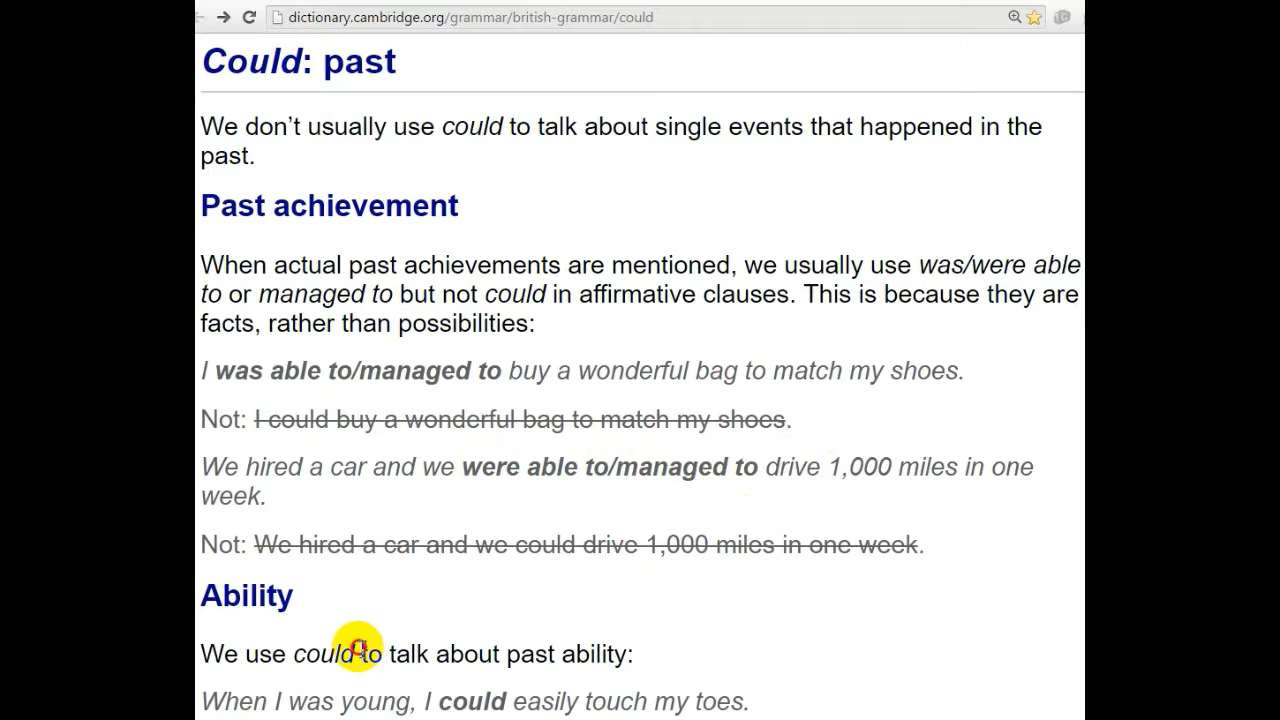 dictionary.cambridge.org/grammar/british-grammar/could
Could: past
We don’t usually use could to talk about single events that happened in the
past.
Past achievement
When actual past achievements are mentioned, we usually use was/were able
to or managed to but not could in affirmative clauses. This is because they are
facts, rather than possibilities:
I was able to/managed to buy a wonderful bag to match my shoes.
Not: I could buy a wonderful bag to match my shoes.
We hired a car and we were able to/managed to drive 1,000 miles in one
week.
Not: We hired a car and we could drive 1,000 miles in one week.
Ability
We use could to talk about past ability:
When I was young, I could easily touch my toes.